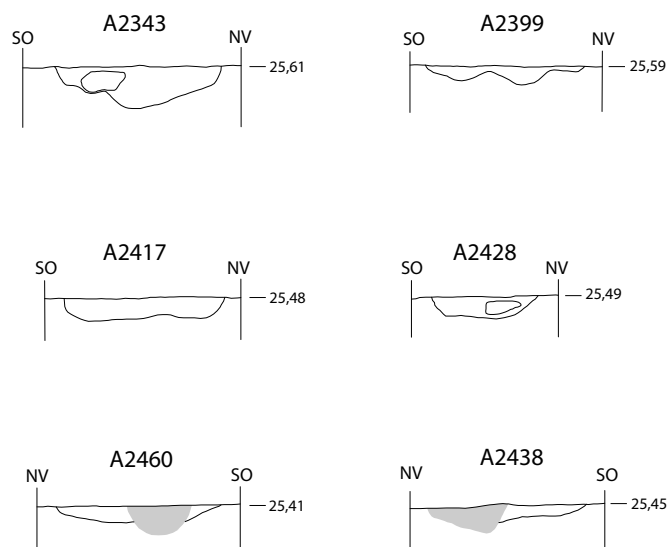 A2343
SO NV
25,61
A2399
SO NV
25,59
A2417
SO NV
25,48
A2428
SO NV
25,49
A2460
NV SO
25,41
A2438
NV SO
25,45